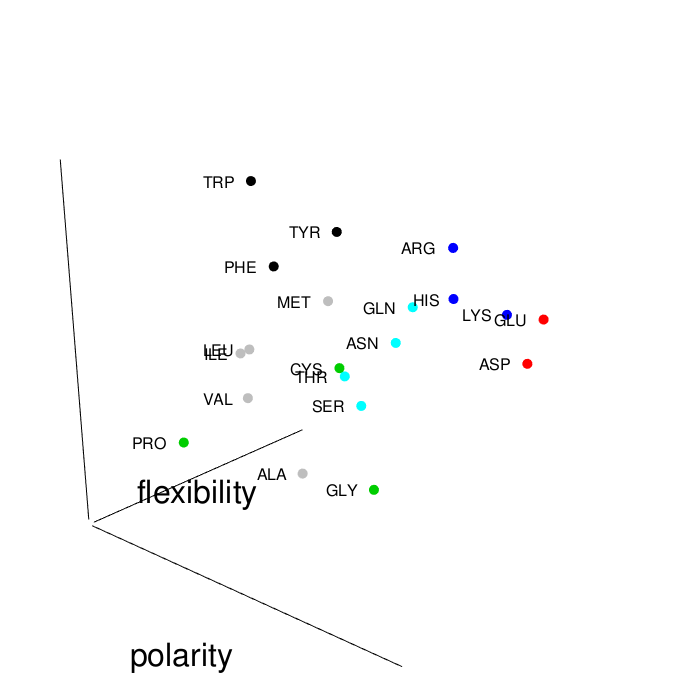 TRP
TYR
ARG
PHE
MET
HIS
GLN
LYS
GLU
ASN
LEU
ILE
ASP
CYS
THR
VAL
SER
PRO
ALA
GLY
flexibility
polarity